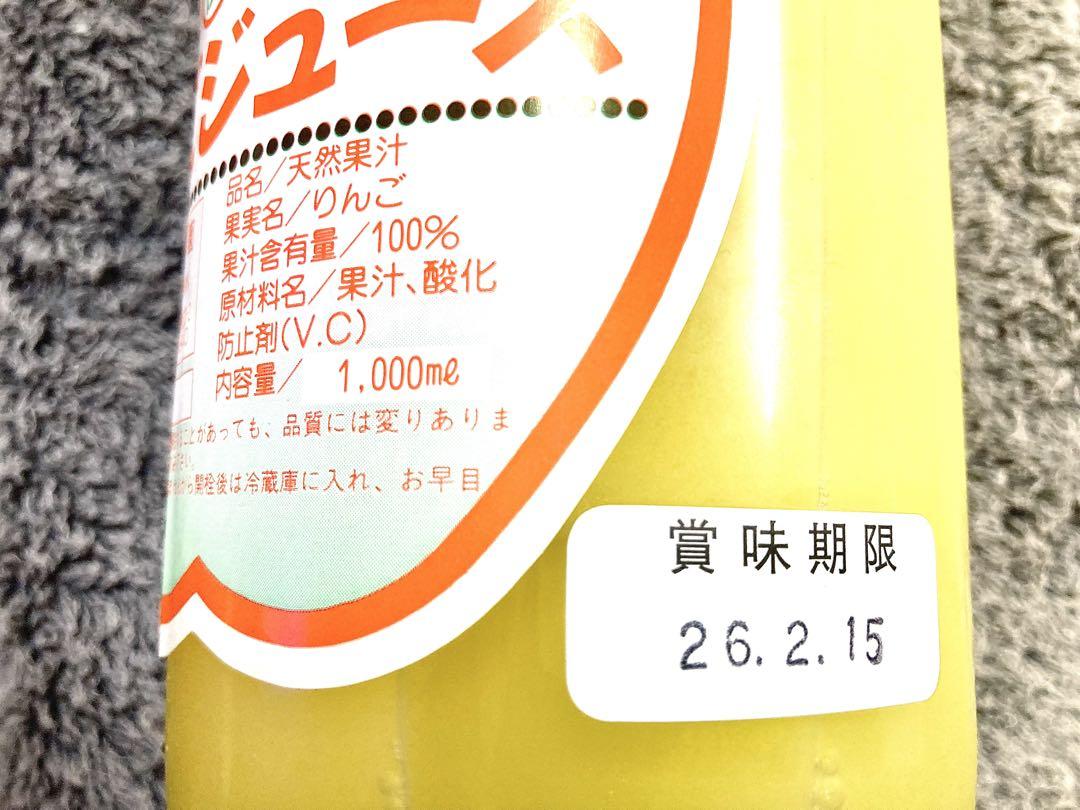 ジュース
品名/天然果汁
果実名/りんご
果汁含有量/100%
原材料名/果汁、酸化
防止剤(V.C)
内容量/ 1,000ml
ことがあっても、品質には変りありま
開栓後は冷蔵庫に入れ、お早目
賞味期限
26.2.15